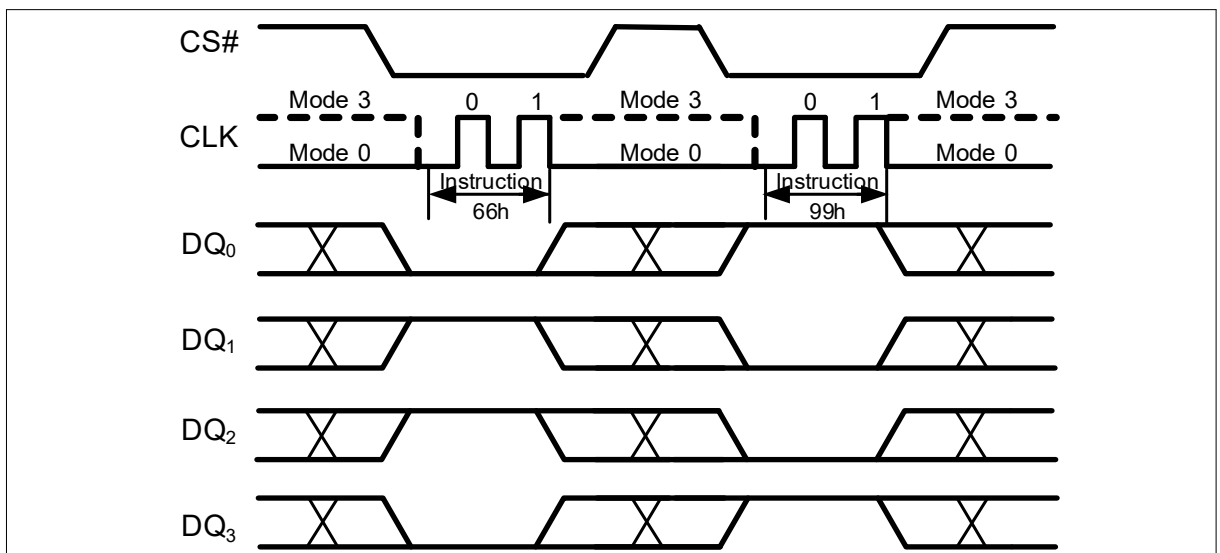 CS#
Mode 3 0 1 Mode 3 0 1 Mode 3
CLK
Mode 0 Mode 0 Mode 0
Instruction Instruction
66h 99h
DQ₀
DQ₁
DQ₂
DQ₃